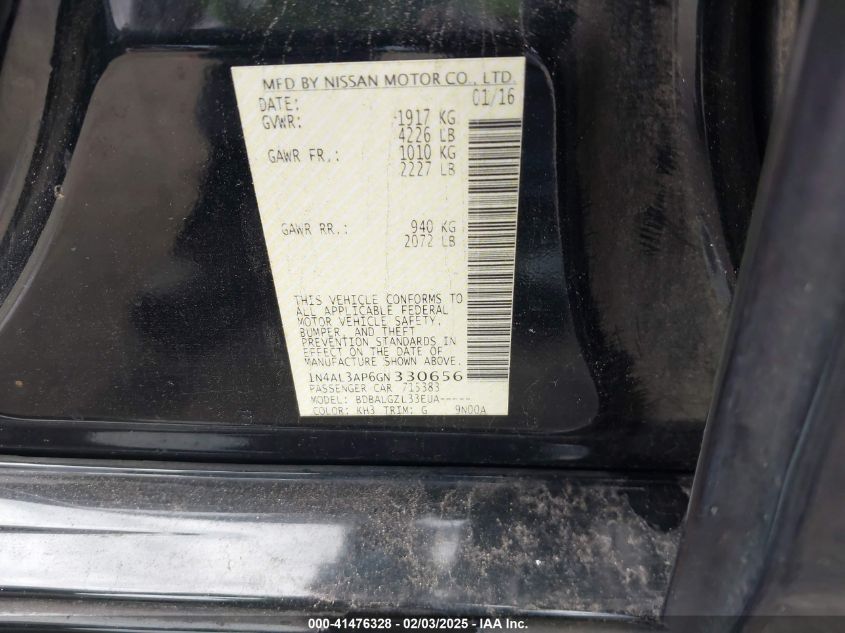 MFD BY NISSAN MOTOR CO., LTD.
DATE: 01/16
GVWR: 1917 KG
4226 LB
GAWR FR.: 1010 KG
2227 LB
GAWR RR.: 940 KG
2072 LB
THIS VEHICLE CONFORMS TO
ALL APPLICABLE FEDERAL
MOTOR VEHICLE SAFETY,
BUMPER, AND THEFT
PREVENTION STANDARDS IN
EFFECT ON THE DATE OF
MANUFACTURE SHOWN ABOVE.
1N4AL3AP6GN330656
PASSENGER CAR 715383
MODEL: BDBALGZL33EUA-----
COLOR: KH3 TRIM: G 9N00A
000-41476328 - 02/03/2025 - IAA Inc.